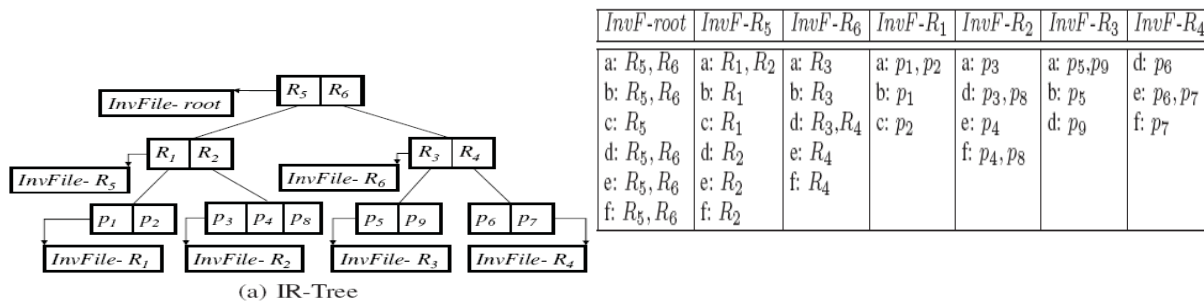 R5 R6
InvFile- root
R1 R2
R3 R4
InvFile- R5
InvFile- R6
p1 p2
p3 p4 p8
p5 p9
p6 p7
InvFile- R1
InvFile- R2
InvFile- R3
InvFile- R4
(a) IR-Tree
InvF-root InvF-R5 InvF-R6 InvF-R1 InvF-R2 InvF-R3 InvF-R4
a: R5, R6 a: R1, R2 a: R3 a: p1, p2 a: p3 a: p5,p9 d: p6
b: R5, R6 b: R1 b: R3 b: p1 d: p3, p8 b: p5 e: p6, p7
c: R5 c: R1 d: R3,R4 c: p2 e: p4 d: p9 f: p7
d: R5, R6 d: R2 e: R4 f: p4, p8
e: R5, R6 e: R2 f: R4
f: R5, R6 f: R2